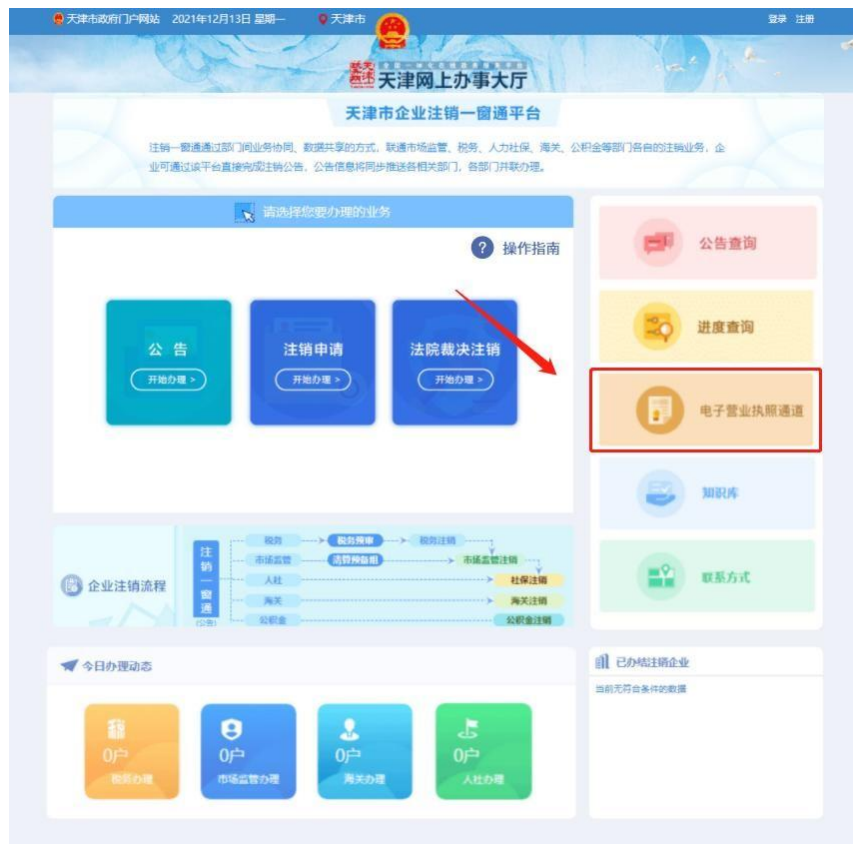 天津市政府门户网站 2021年12月13日 星期一 天津市 登录 注册
天津网上办事大厅
天津市企业注销一窗通平台
注销一窗通通过部门间业务协同、数据共享的方式，联通市场监管、税务、人力社保、海关、公积金等部门各自的注销业务，企
业可通过该平台直接完成注销公告，公告信息将同步推送各相关部门，各部门并联办理。
请选择您要办理的业务
操作指南
公告
开始办理 >
注销申请
开始办理 >
法院裁决注销
开始办理 >
公告查询
进度查询
电子营业执照通道
知识库
联系方式
企业注销流程
注销一窗通
(公告)
税务 税务预审 税务注销
市场监管 清算组备案 市场监管注销
人社 社保注销
海关 海关注销
公积金 公积金注销
今日办理动态
0户
税务办理
0户
市场监管办理
0户
海关办理
0户
人社办理
已办结注销企业
当前无符合条件的数据